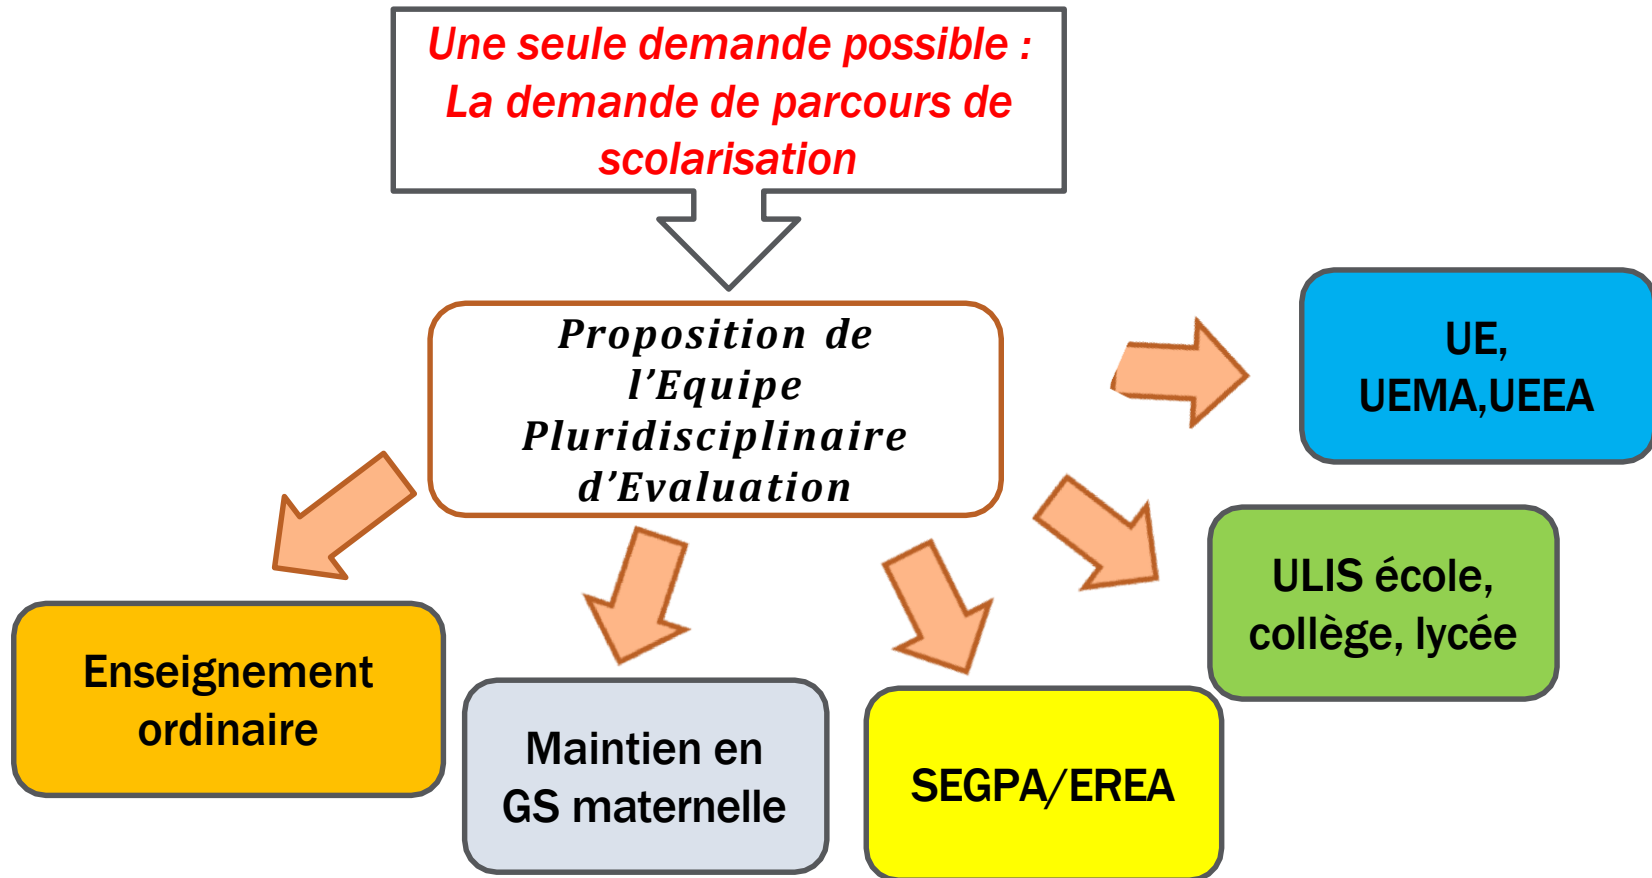 Une seule demande possible :
La demande de parcours de
scolarisation
Proposition de
l’Equipe
Pluridisciplinaire
d’Evaluation
UE,
UEMA,UEEA
ULIS école,
collège, lycée
Enseignement
ordinaire
Maintien en
GS maternelle
SEGPA/EREA